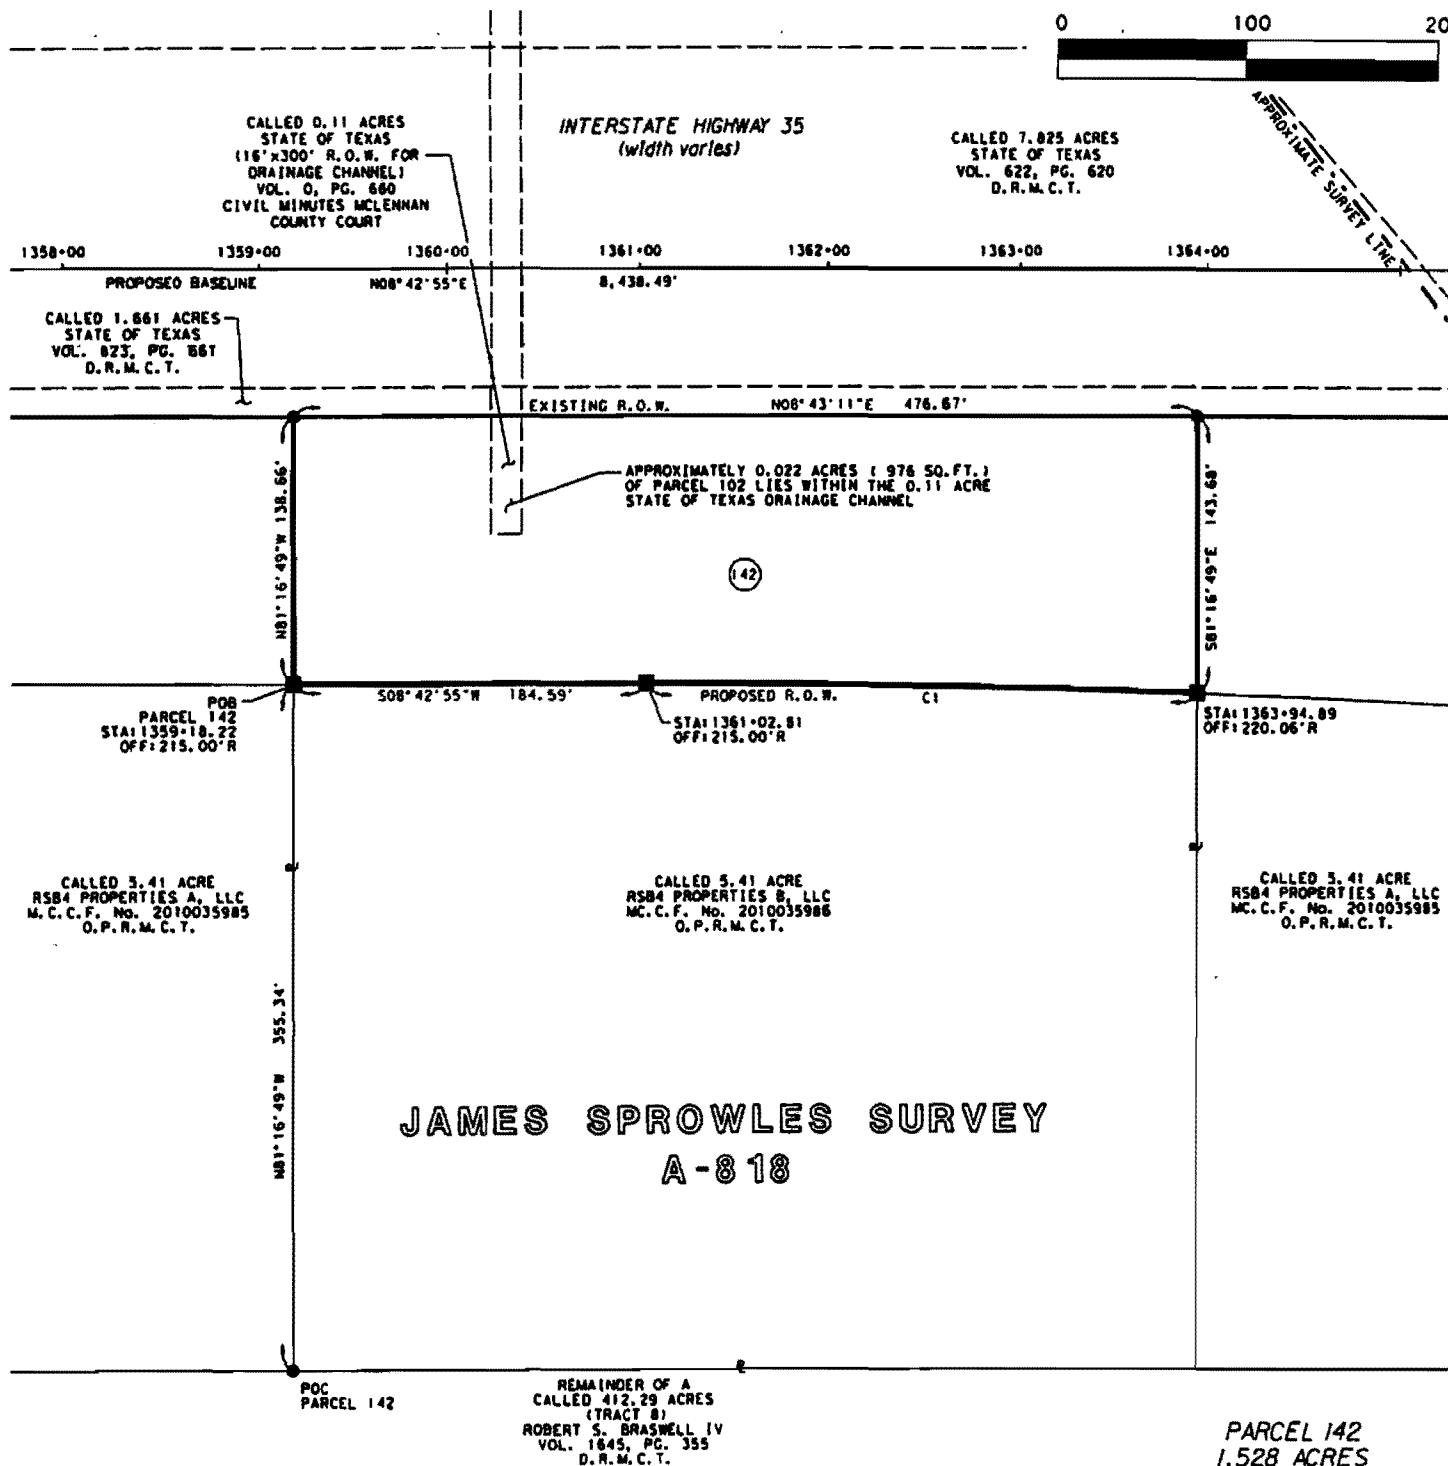 0 100 20
CALLED 0.11 ACRES
STATE OF TEXAS
(16'x300' R.O.W. FOR
DRAINAGE CHANNEL)
VOL. O, PG. 660
CIVIL MINUTES MCLENNAN
COUNTY COURT
INTERSTATE HIGHWAY 35
(width varies)
CALLED 7.825 ACRES
STATE OF TEXAS
VOL. 622, PG. 620
D.R.M.C.T.
APPROXIMATE SURVEY LINE
1358+00 1359+00 1360+00 1361+00 1362+00 1363+00 1364+00
PROPOSED BASELINE N08°42'55"E 8,438.49'
CALLED 1.661 ACRES
STATE OF TEXAS
VOL. 623, PG. 561
D.R.M.C.T.
EXISTING R.O.W. N08°43'11"E 476.67'
N81°16'49"W 138.66'
APPROXIMATELY 0.022 ACRES ( 976 SQ.FT.)
OF PARCEL 102 LIES WITHIN THE 0.11 ACRE
STATE OF TEXAS DRAINAGE CHANNEL
S81°16'49"E 143.68'
142
S08°42'55"W 184.59'
PROPOSED R.O.W. C1
POB
PARCEL 142
STA:1359+18.22
OFF:215.00'R
STA:1361+02.81
OFF:215.00'R
STA:1363+94.89
OFF:220.06'R
CALLED 5.41 ACRE
RSB4 PROPERTIES A, LLC
M.C.C.F. No. 2010035985
O.P.R.M.C.T.
CALLED 5.41 ACRE
RSB4 PROPERTIES B, LLC
MC.C.F. No. 2010035986
O.P.R.M.C.T.
CALLED 5.41 ACRE
RSB4 PROPERTIES A, LLC
MC.C.F. No. 2010035985
O.P.R.M.C.T.
N81°16'49"W 355.34'
JAMES SPROWLES SURVEY
A-818
POC
PARCEL 142
REMAINDER OF A
CALLED 412.29 ACRES
(TRACT 8)
ROBERT S. BRASWELL IV
VOL. 1645, PG. 355
D.R.M.C.T.
PARCEL 142
1.528 ACRES